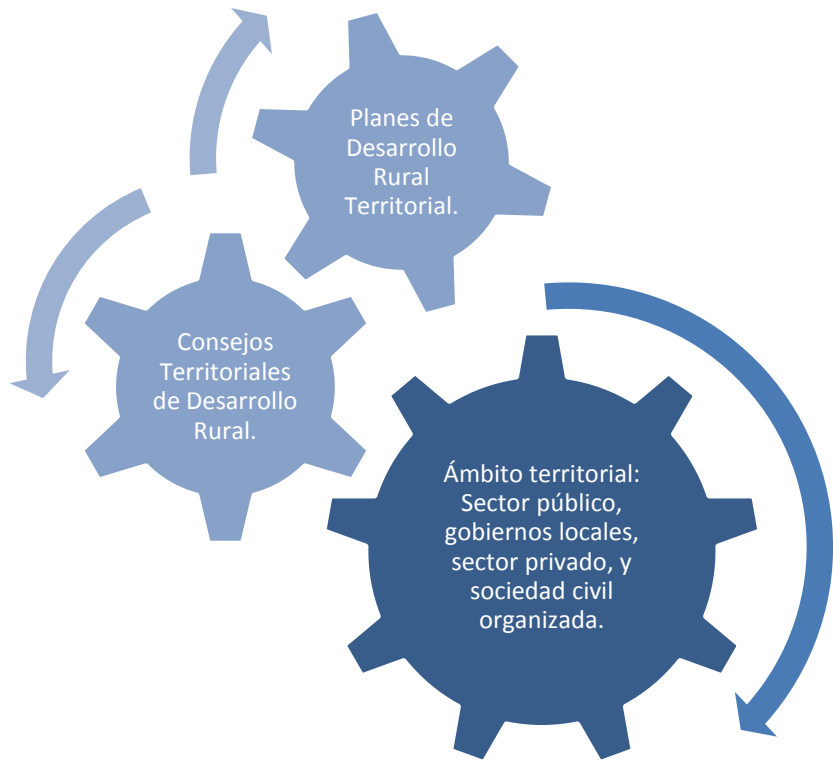 Planes de
Desarrollo
Rural
Territorial.
Consejos
Territoriales
de Desarrollo
Rural.
Ámbito territorial:
Sector público,
gobiernos locales,
sector privado, y
sociedad civil
organizada.